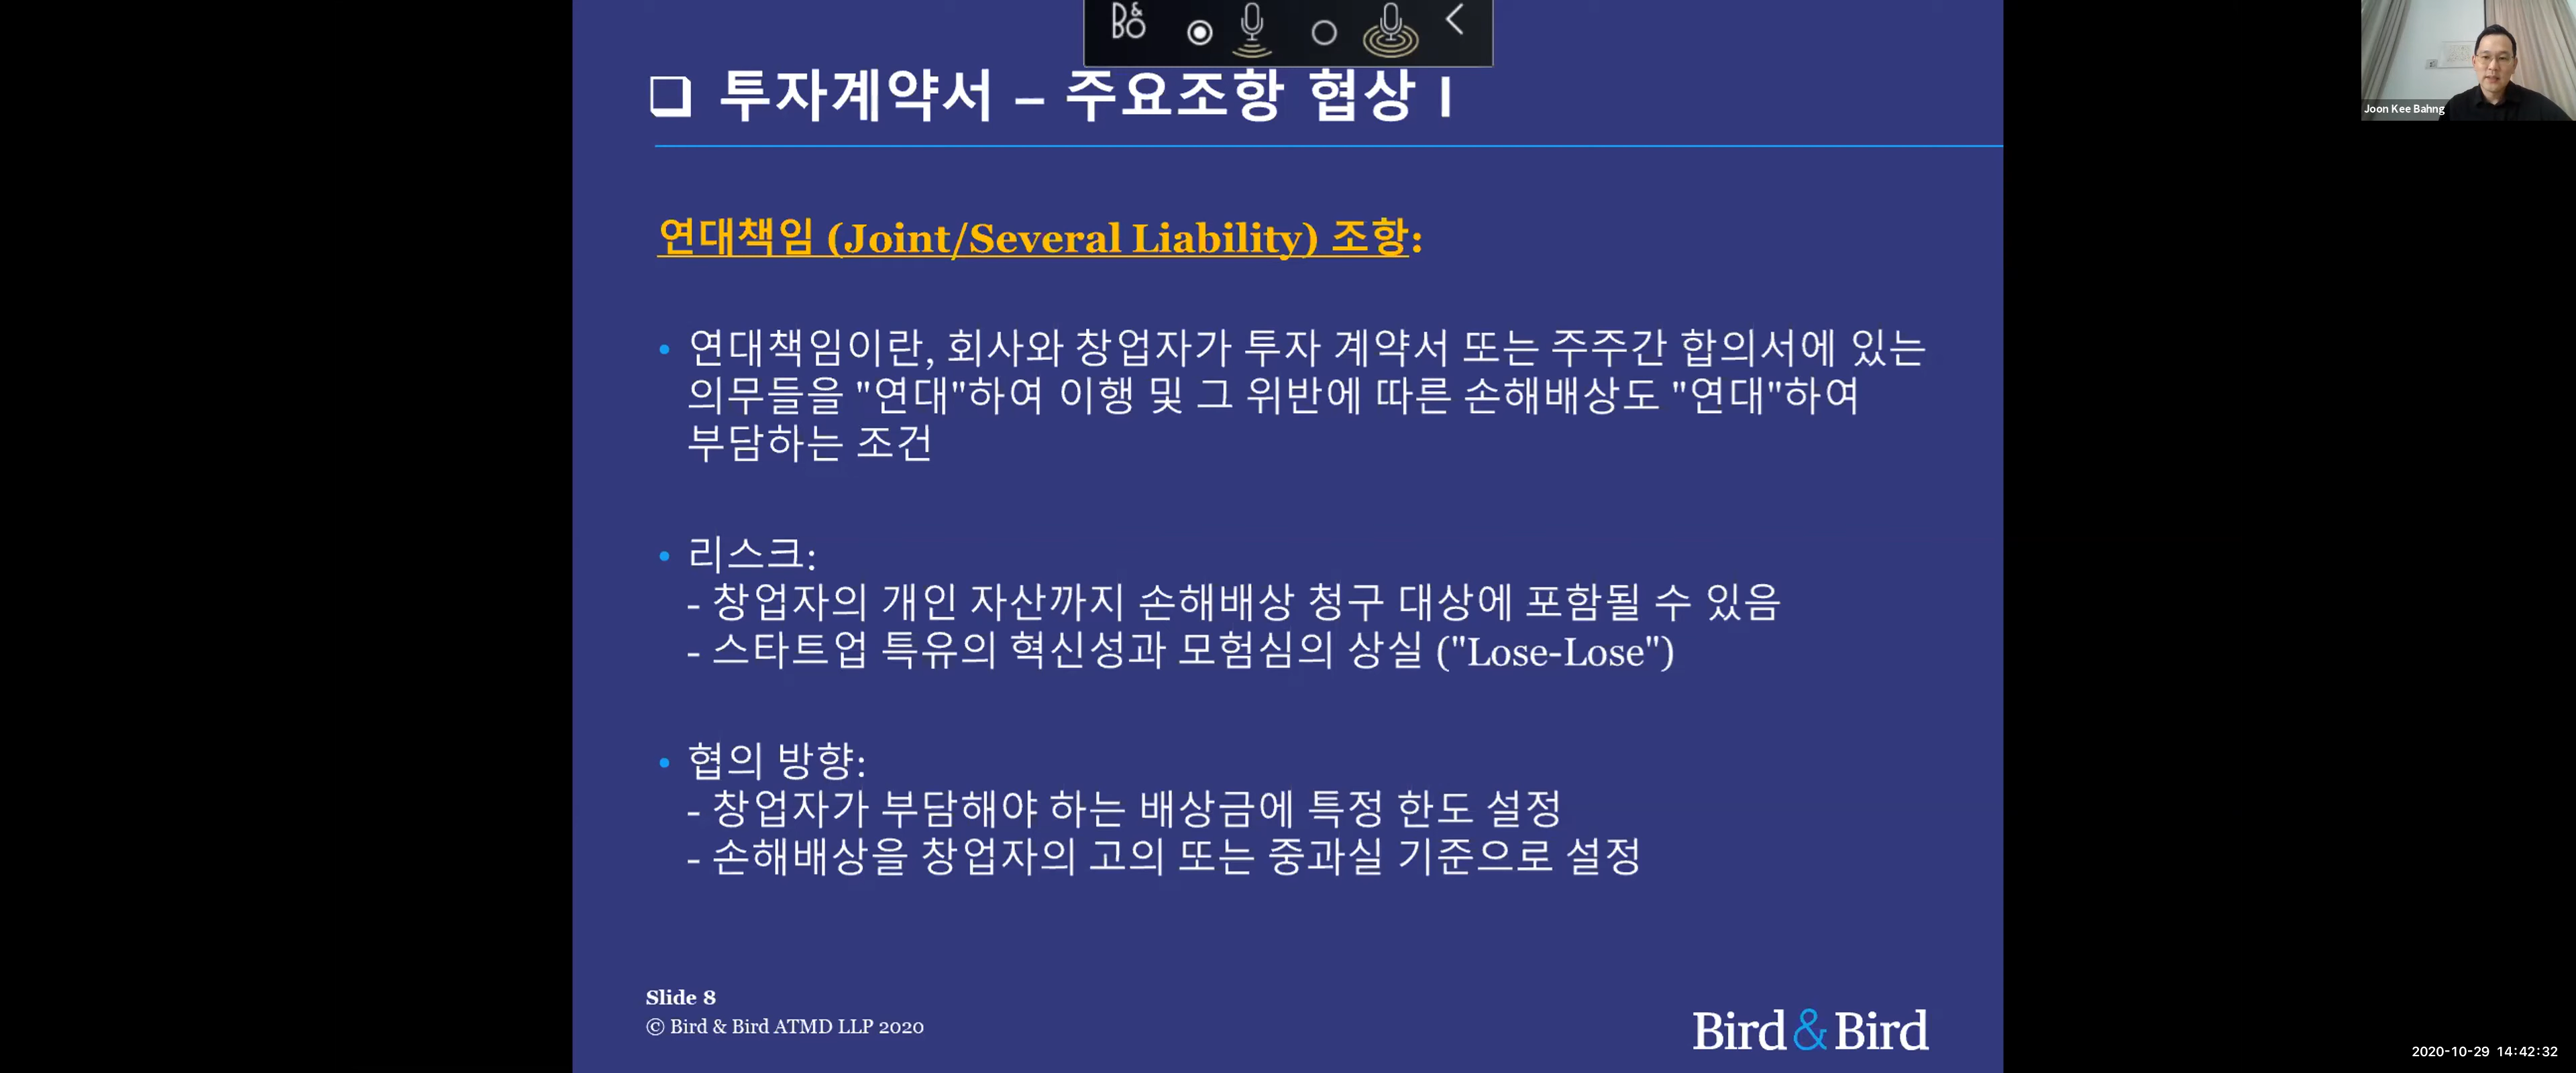 B&O
투자계약서 – 주요조항 협상 I
Joon Kee Bahng
연대책임 (Joint/Several Liability) 조항:
• 연대책임이란, 회사와 창업자가 투자 계약서 또는 주주간 합의서에 있는
의무들을 "연대"하여 이행 및 그 위반에 따른 손해배상도 "연대"하여
부담하는 조건
• 리스크:
- 창업자의 개인 자산까지 손해배상 청구 대상에 포함될 수 있음
- 스타트업 특유의 혁신성과 모험심의 상실 ("Lose-Lose")
• 협의 방향:
- 창업자가 부담해야 하는 배상금에 특정 한도 설정
- 손해배상을 창업자의 고의 또는 중과실 기준으로 설정
Slide 8
© Bird & Bird ATMD LLP 2020
Bird & Bird
2020-10-29 14:42:32